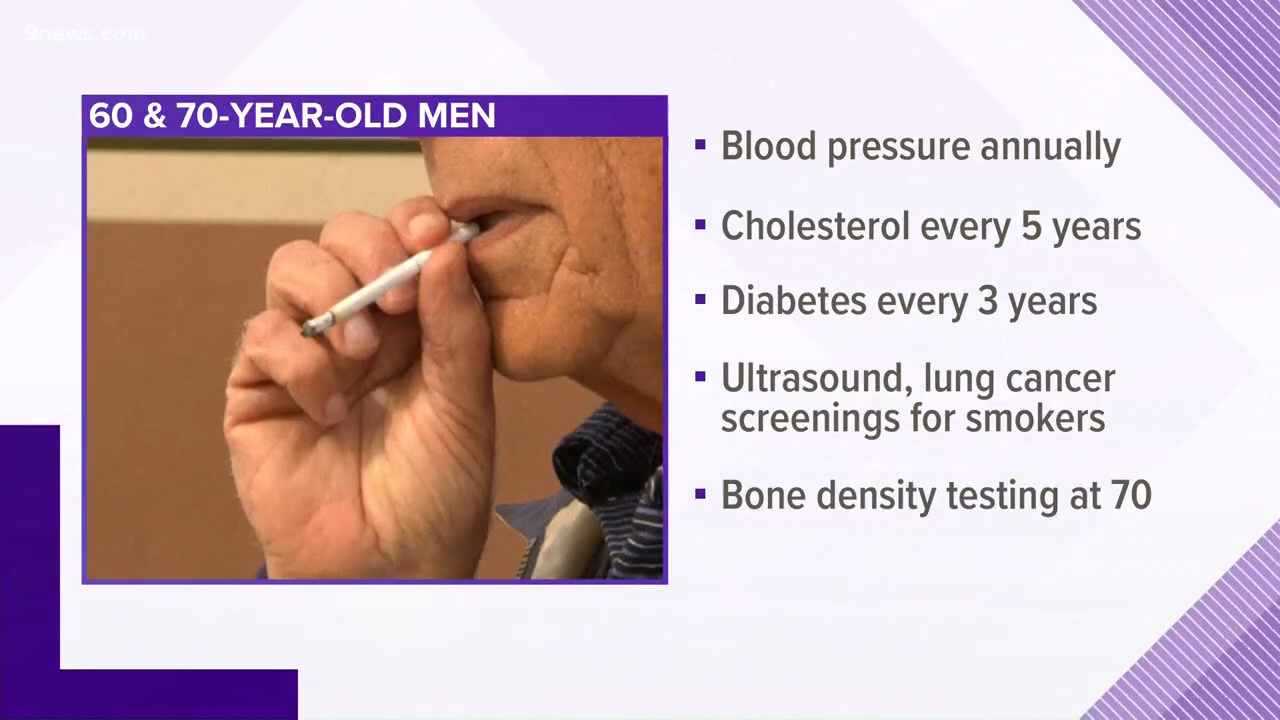 9news.com
60 & 70-YEAR-OLD MEN
▪ Blood pressure annually
▪ Cholesterol every 5 years
▪ Diabetes every 3 years
▪ Ultrasound, lung cancer
screenings for smokers
▪ Bone density testing at 70